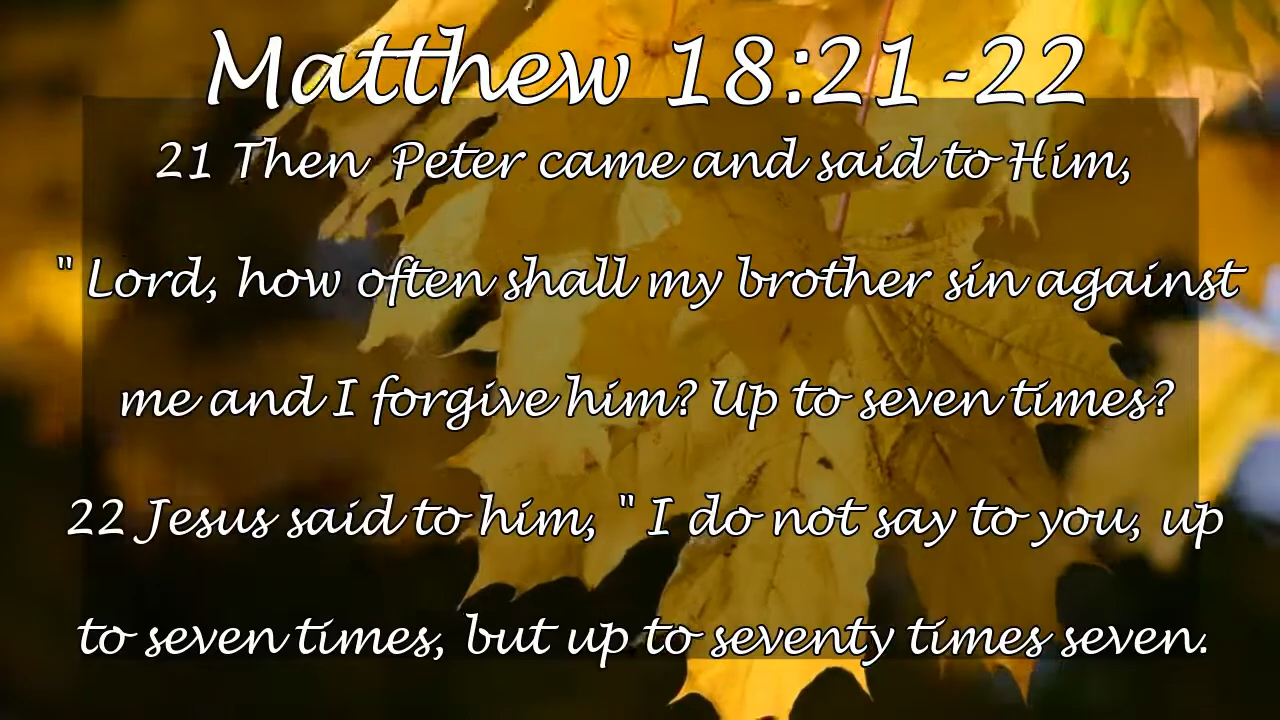 Matthew 18:21-22
21 Then Peter came and said to Him,
" Lord, how often shall my brother sin against
me and I forgive him? Up to seven times?
22 Jesus said to him, " I do not say to you, up
to seven times, but up to seventy times seven.